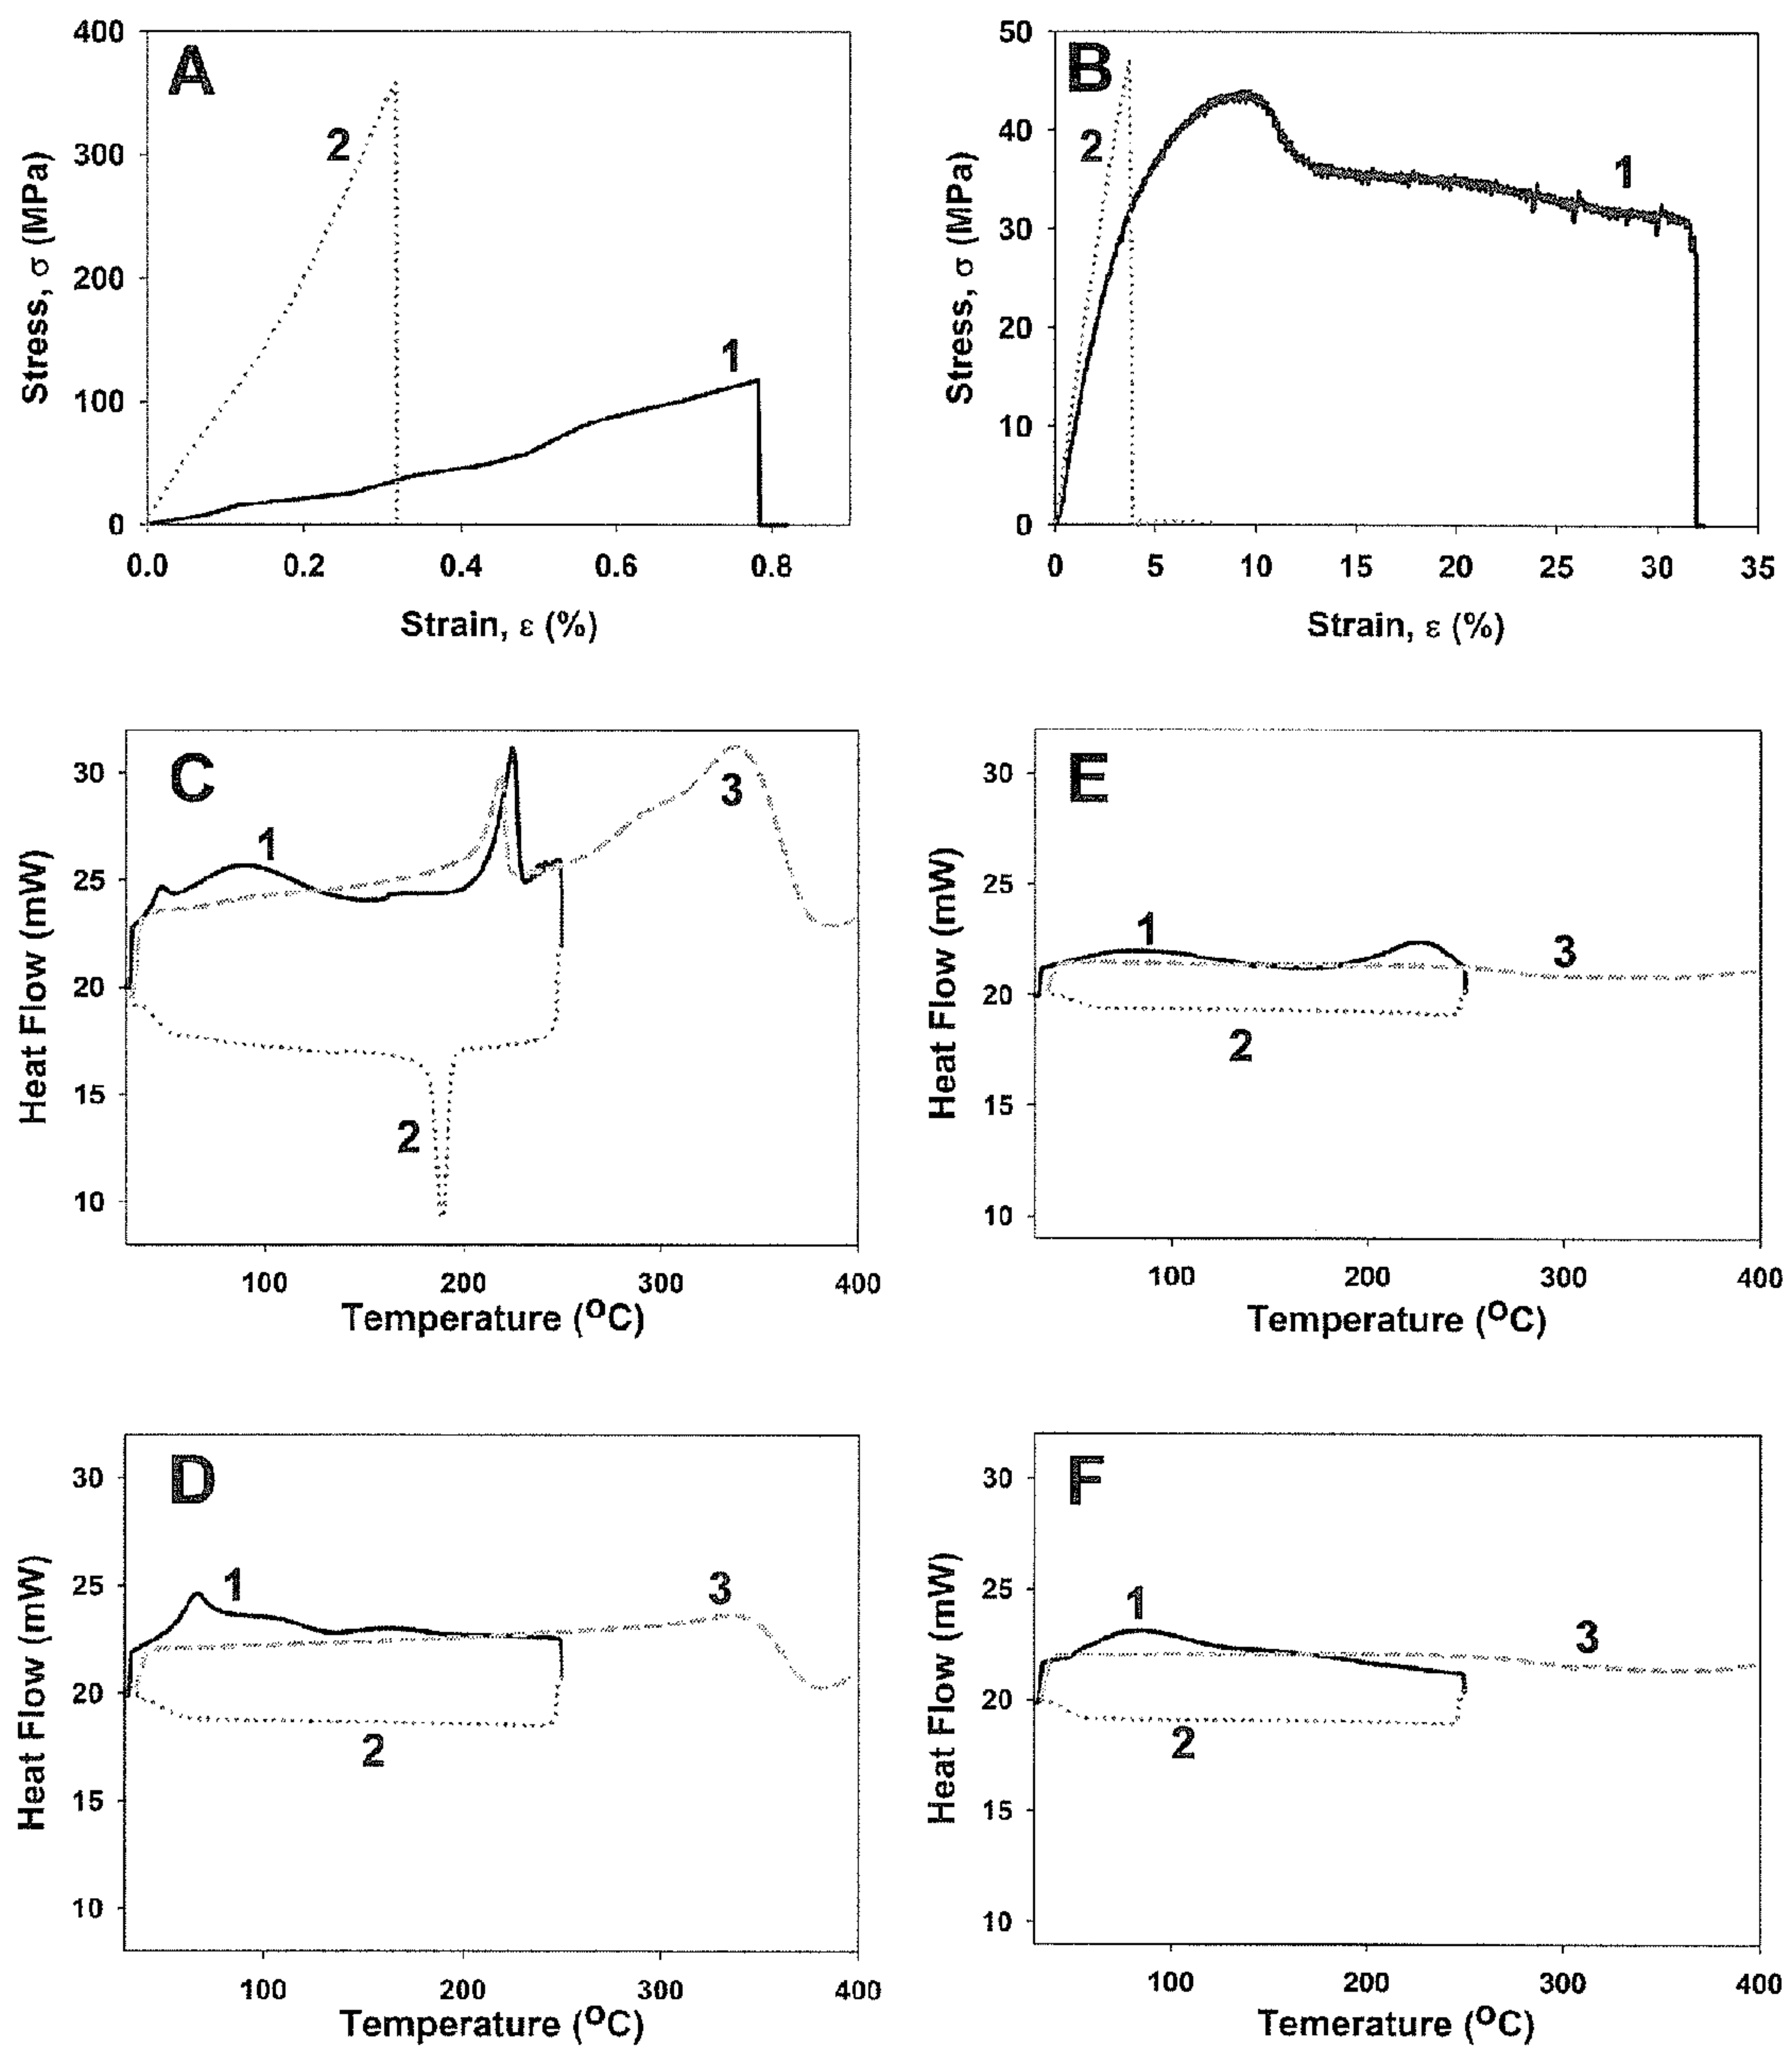 A
400
300
200
100
0
Stress, σ (MPa)
2
1
0.0 0.2 0.4 0.6 0.8
Strain, ε (%)
B
50
40
30
20
10
0
Stress, σ (MPa)
2
1
0 5 10 15 20 25 30 35
Strain, ε (%)
C
30
25
20
15
10
Heat Flow (mW)
1
3
2
100 200 300 400
Temperature (ºC)
E
30
25
20
15
10
Heat Flow (mW)
1
3
2
100 200 300 400
Temperature (ºC)
D
30
25
20
15
10
Heat Flow (mW)
1
3
2
100 200 300 400
Temperature (ºC)
F
30
25
20
15
10
Heat Flow (mW)
1
3
2
100 200 300 400
Temerature (ºC)